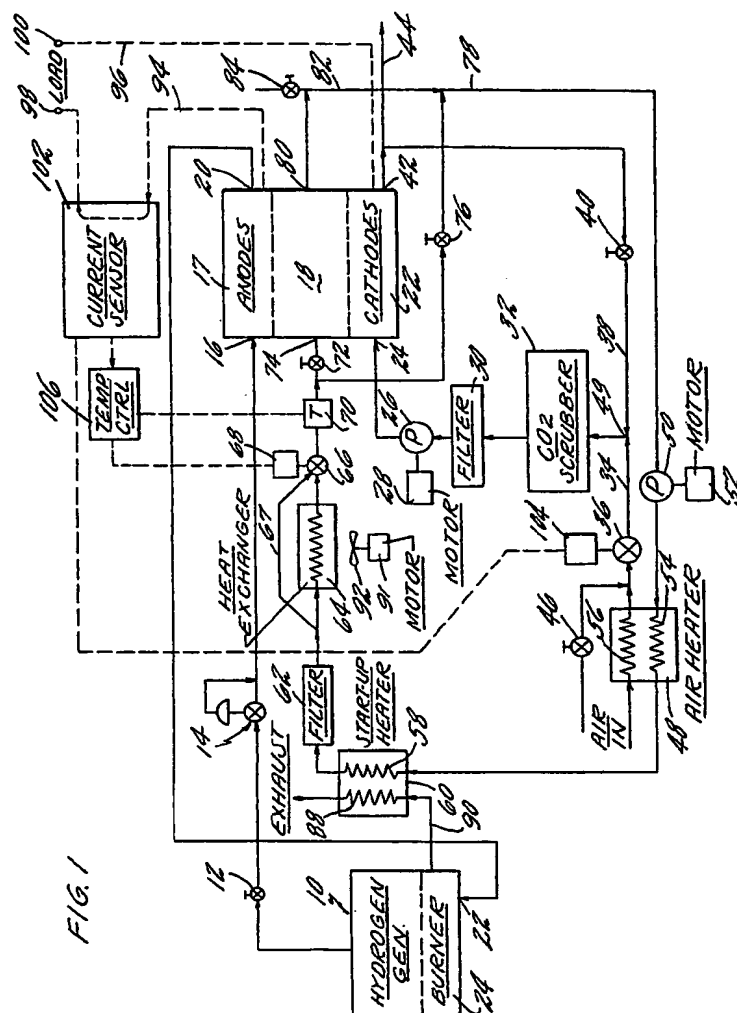 100
LOAD
98
102
CURRENT
SENSOR
96
94
84
82
44
78
106
TEMP
CTRL
20
80
42
17
ANODES
18
CATHODES
22
76
16
74
72
24
70
T
68
66
67
26
P
28
MOTOR
30
FILTER
32
CO2
SCRUBBER
40
38
49
34
36
104
50
P
MOTOR
52
HEAT
EXCHANGER
64
92
91
MOTOR
46
56
54
AIR IN
48
AIR HEATER
14
62
FILTER
START-UP
HEATER
58
60
EXHAUST
88
90
12
10
HYDROGEN
GEN.
BURNER
22
24
FIG. 1